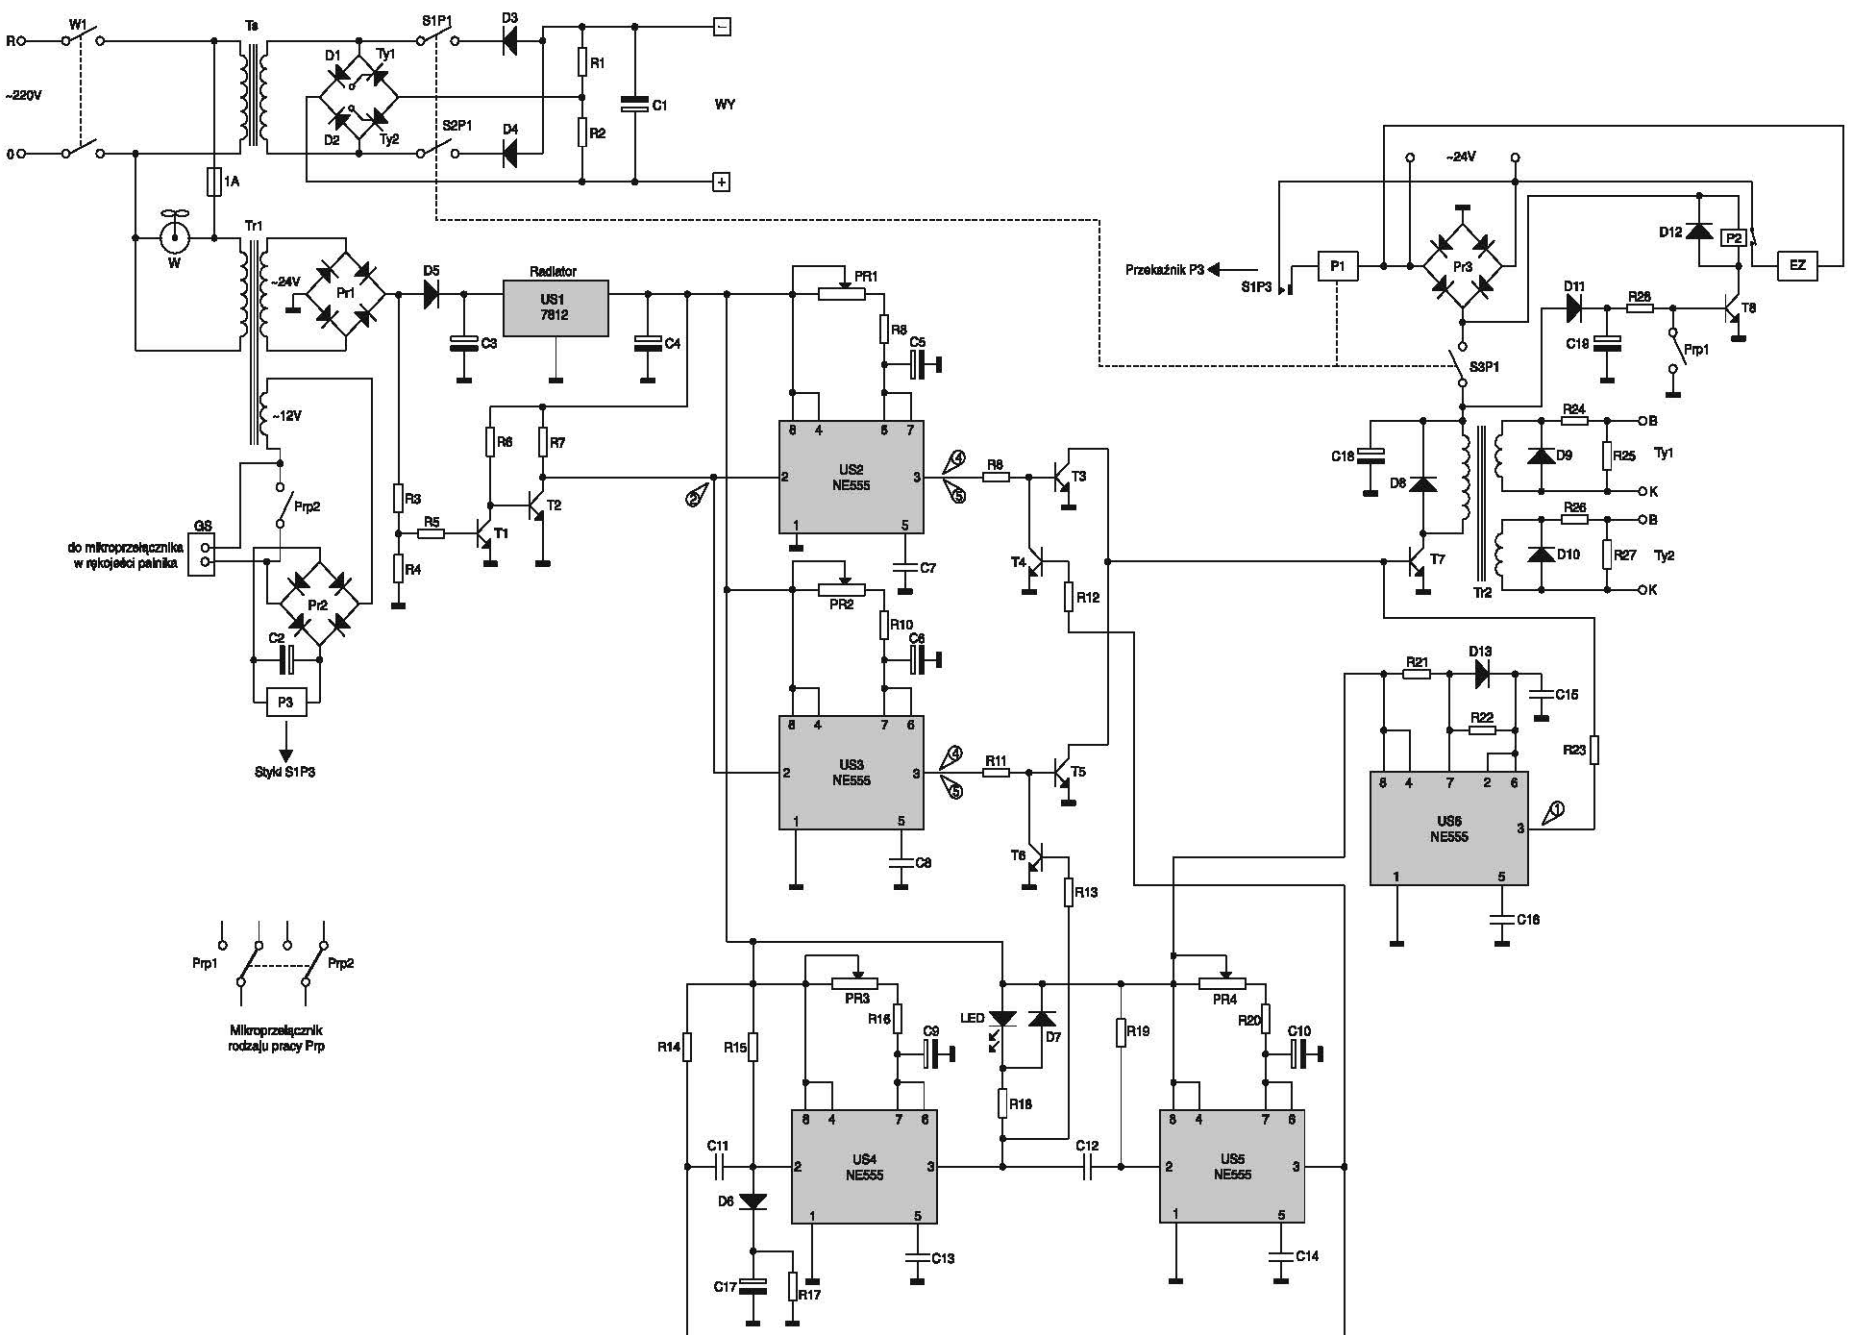 R
W1
~220V
0
Ts
D1
Ty1
D2
Ty2
S1P1
S2P1
D3
D4
R1
R2
C1
WY
−
+
1A
W
Tr1
~24V
Pr1
D5
C3
Radiator
US1
7812
C4
~12V
Prp2
GS
do mikroprzełącznika
w rękojeści palnika
Pr2
C2
P3
Styki S1P3
R3
R4
R5
R6
R7
T1
T2
2
PR1
R8
C5
8
4
6
7
2
US2
NE555
3
1
5
C7
4
5
R8
T3
T4
R12
PR2
R10
C6
8
4
7
6
2
US3
NE555
3
1
5
C8
4
5
R11
T5
T6
R13
~24V
Przekaźnik P3
S1P3
P1
Pr3
D12
P2
EZ
D11
R28
T8
C19
Prp1
S3P1
C18
D8
T7
Tr2
R24
D9
R25
B
Ty1
K
R26
D10
R27
B
Ty2
K
R21
D13
C15
R22
R23
8
4
7
2
6
US6
NE555
3
1
1
5
C16
Prp1
Prp2
Mikroprzełącznik
rodzaju pracy Prp
R14
R15
PR3
R16
C9
8
4
7
6
C11
2
US4
NE555
3
1
5
C13
D6
C17
R17
LED
D7
R18
R19
C12
PR4
R20
C10
8
4
7
6
2
US5
NE555
3
1
5
C14